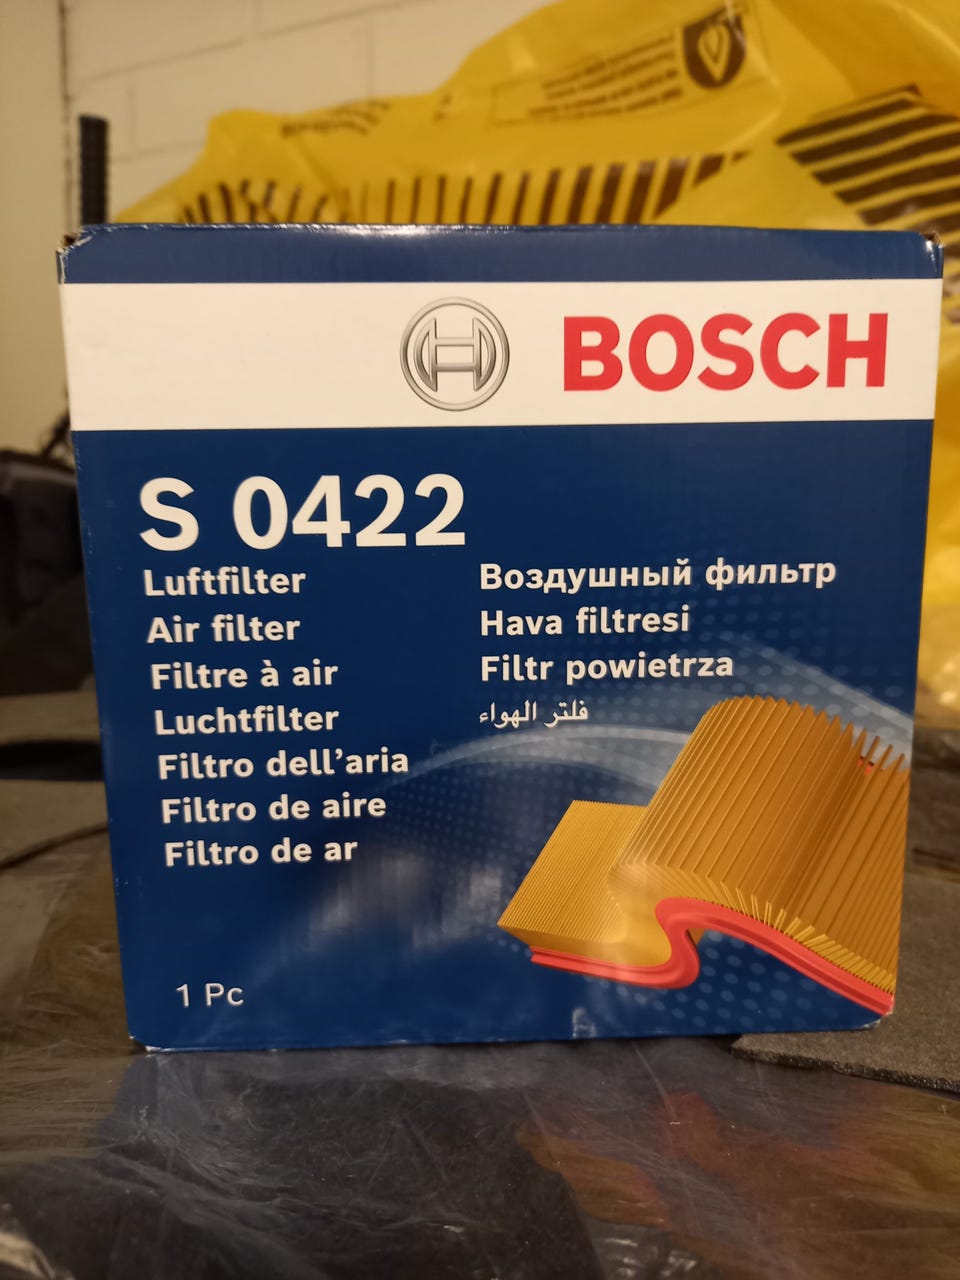 BOSCH
S 0422
Luftfilter
Air filter
Filtre à air
Luchtfilter
Filtro dell'aria
Filtro de aire
Filtro de ar
Воздушный фильтр
Hava filtresi
Filtr powietrza
فلتر الهواء
1 Pc